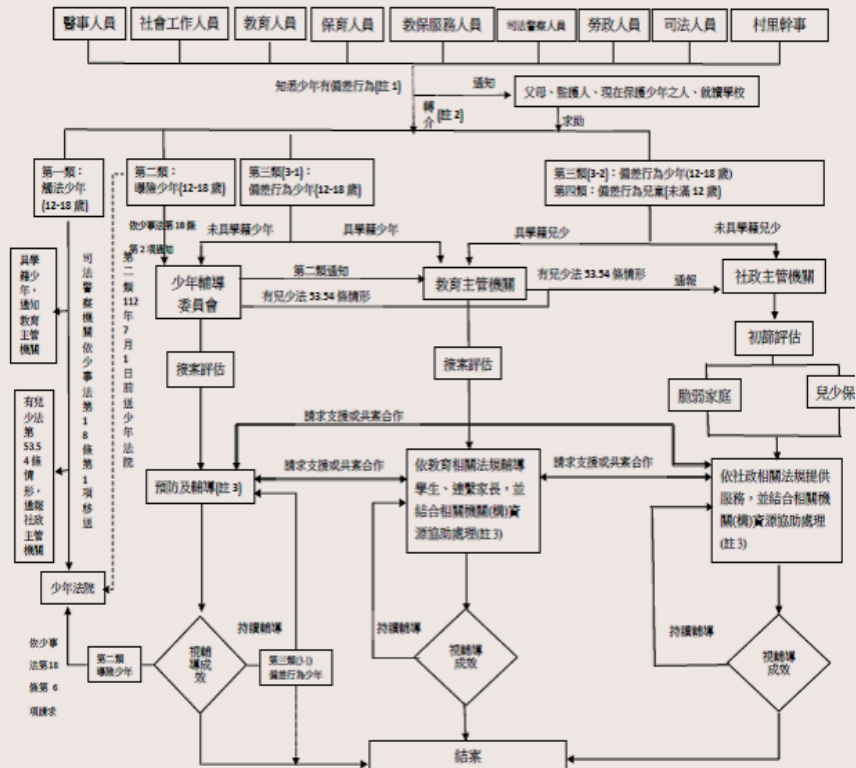 醫事人員
社會工作人員
教育人員
保育人員
教保服務人員
司法警察人員
勞政人員
司法人員
村里幹事
知悉少年有偏差行為(註 1)
通知
父母、監護人、現在保護少年之人、就讀學校
轉介
(註 2)
求助
第一類：
觸法少年
(12-18 歲)
第二類：
曝險少年(12-18 歲)
第三類(3-1)：
偏差行為少年(12-18 歲)
第三類(3-2)：偏差行為少年(12-18 歲)
第四類：偏差行為兒童(未滿 12 歲)
依少事法第 18 條
第 2 項通知
未具學籍少年
具學籍少年
具學籍兒少
未具學籍兒少
具學
籍少
年，
通知
教育
主管
機關
司法警察機關依少事法第18條第1項移送
第二類112年7月1日前送少年法院
少年輔導
委員會
第二類通知
有兒少法 53.54 條情形
教育主管機關
有兒少法 53.54 條情形
通報
社政主管機關
接案評估
接案評估
初篩評估
脆弱家庭
兒少保
有兒
少法
第
53.5
4 條
情
形，
通報
社政
主管
機關
請求支援或共案合作
請求支援或共案合作
請求支援或共案合作
預防及輔導(註 3)
依教育相關法規輔導
學生、連繫家長，並
結合相關機關(構)資
源協助處理(註 3)
依社政相關法規提供
服務，並結合相關機
關(構)資源協助處理
(註 3)
少年法院
依少事
法第18
條第 6
項請求
第二類
曝險少年
視輔
導成
效
持續輔導
第三類(3-1)
偏差行為少年
持續輔導
視輔導
成效
持續輔導
視輔導
成效
結案